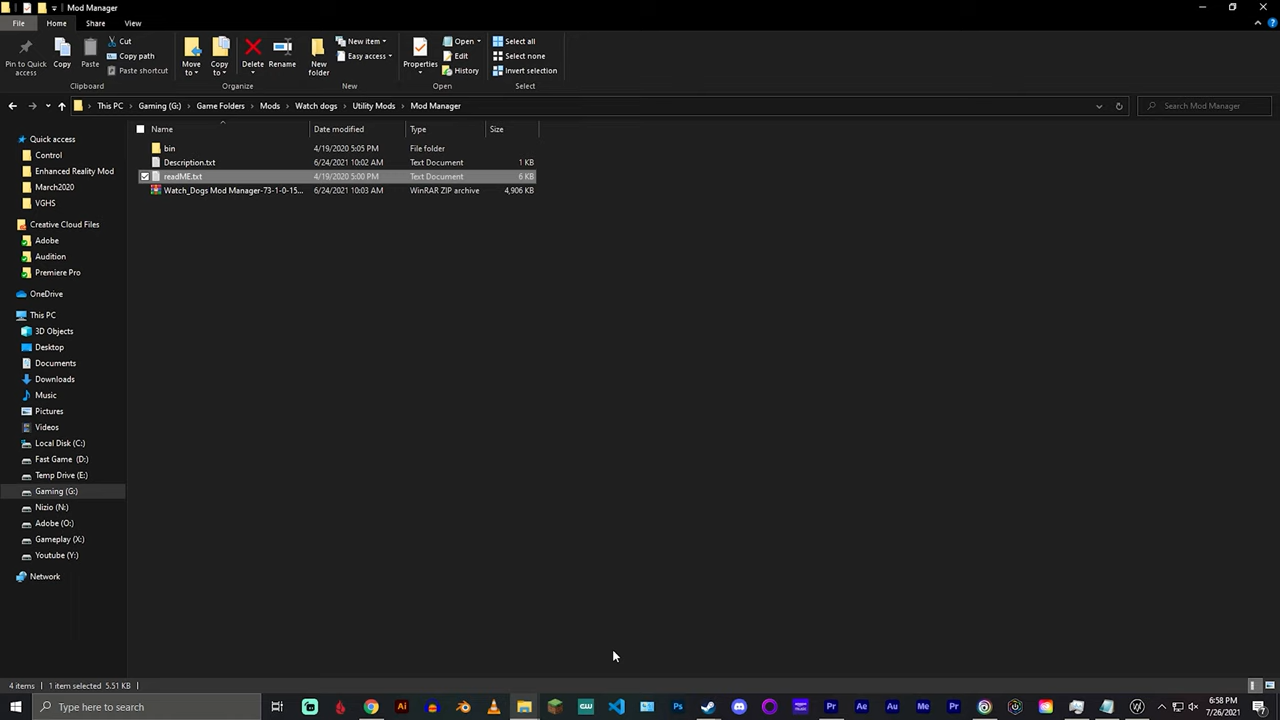 Mod Manager
File Home Share View
Pin to Quick access
Copy
Paste
Cut
Copy path
Paste shortcut
Clipboard
Move to
Copy to
Delete
Rename
Organize
New folder
New item
Easy access
New
Properties
Open
Edit
History
Open
Select all
Select none
Invert selection
Select
This PC > Gaming (G:) > Game Folders > Mods > Watch dogs > Utility Mods > Mod Manager
Search Mod Manager
Name Date modified Type Size
bin 4/19/2020 5:05 PM File folder
Description.txt 6/24/2021 10:02 AM Text Document 1 KB
readME.txt 4/19/2020 5:00 PM Text Document 6 KB
Watch_Dogs Mod Manager-73-1-0-15... 6/24/2021 10:03 AM WinRAR ZIP archive 4,906 KB
Quick access
Control
Enhanced Reality Mod
March2020
VGHS
Creative Cloud Files
Adobe
Audition
Premiere Pro
OneDrive
This PC
3D Objects
Desktop
Documents
Downloads
Music
Pictures
Videos
Local Disk (C:)
Fast Game (D:)
Temp Drive (E:)
Gaming (G:)
Nizio (N:)
Adobe (O:)
Gameplay (X:)
Youtube (Y:)
Network
4 items 1 item selected 5.51 KB
Type here to search
Ai
CW
Ps
Pr
Ae
Au
Me
Pr
6:58 PM
7/26/2021